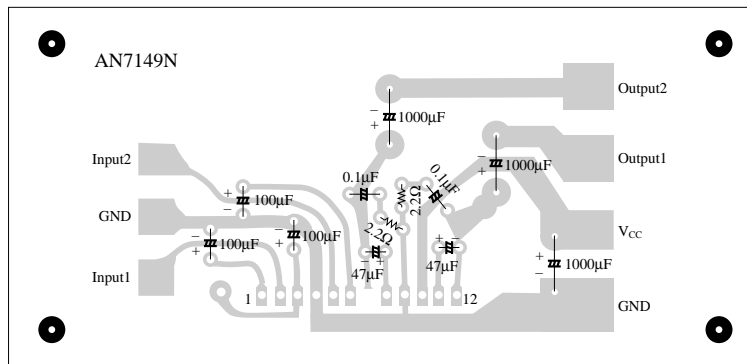 AN7149N
Output2
1000μF
Input2
0.1μF
0.1μF
1000μF
Output1
100μF
2.2Ω
GND
100μF
100μF
2.2Ω
VCC
Input1
47μF
47μF
1000μF
1
12
GND